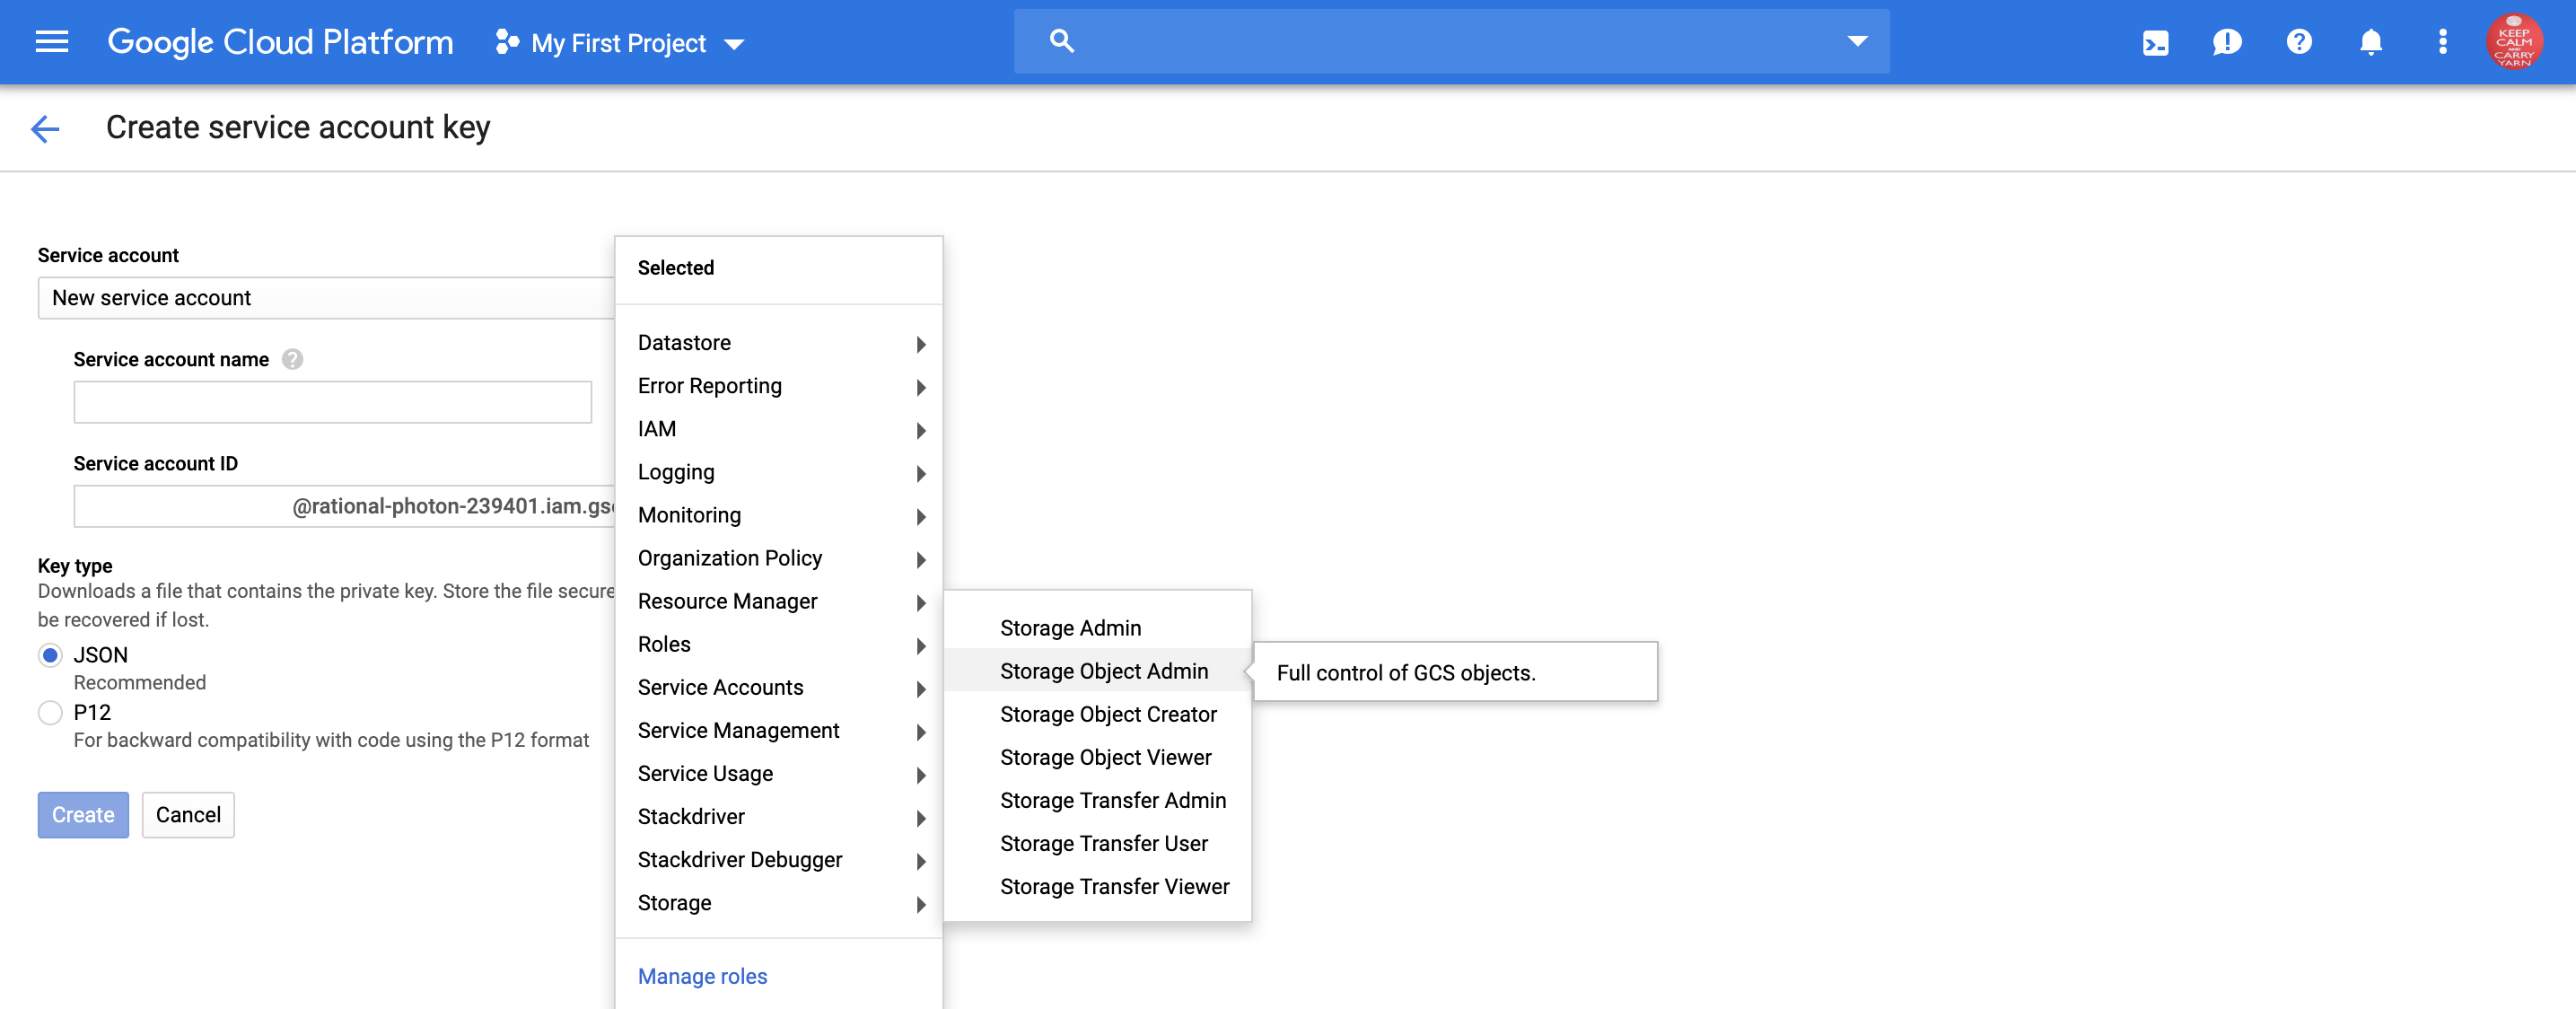 Google Cloud Platform
My First Project
KEEP
CALM
AND
CARRY
YARN
Create service account key
Service account
New service account
Service account name
Service account ID
@rational-photon-239401.iam.gs
Key type
Downloads a file that contains the private key. Store the file secure
be recovered if lost.
JSON
Recommended
P12
For backward compatibility with code using the P12 format
Create
Cancel
Selected
Datastore
Error Reporting
IAM
Logging
Monitoring
Organization Policy
Resource Manager
Roles
Service Accounts
Service Management
Service Usage
Stackdriver
Stackdriver Debugger
Storage
Manage roles
Storage Admin
Storage Object Admin
Storage Object Creator
Storage Object Viewer
Storage Transfer Admin
Storage Transfer User
Storage Transfer Viewer
Full control of GCS objects.